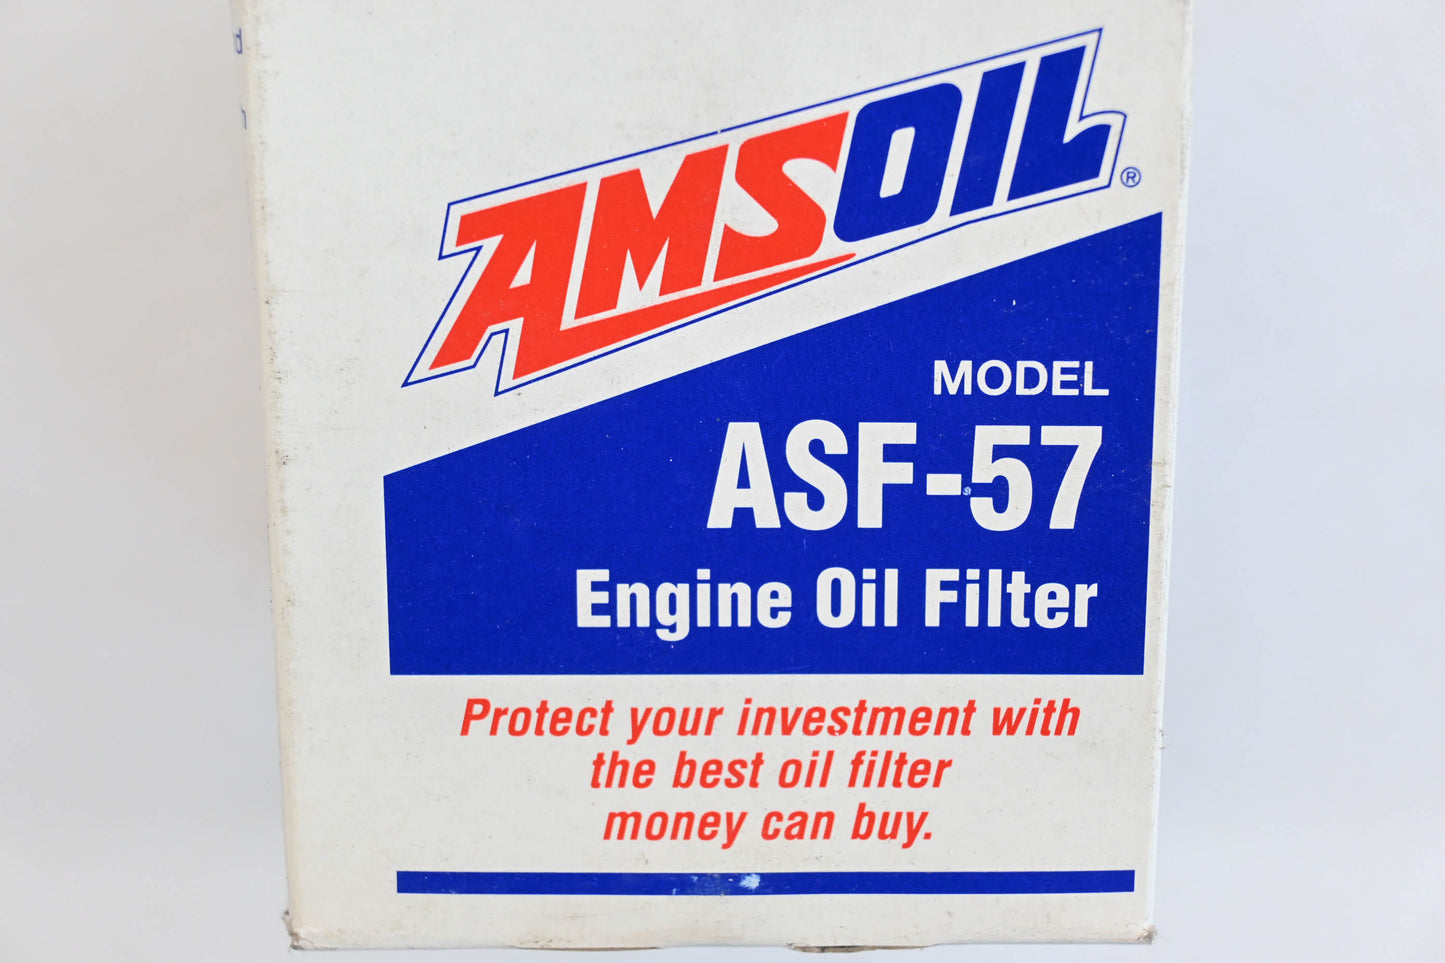 AMSOIL®
MODEL
ASF-57
Engine Oil Filter
Protect your investment with
the best oil filter
money can buy.